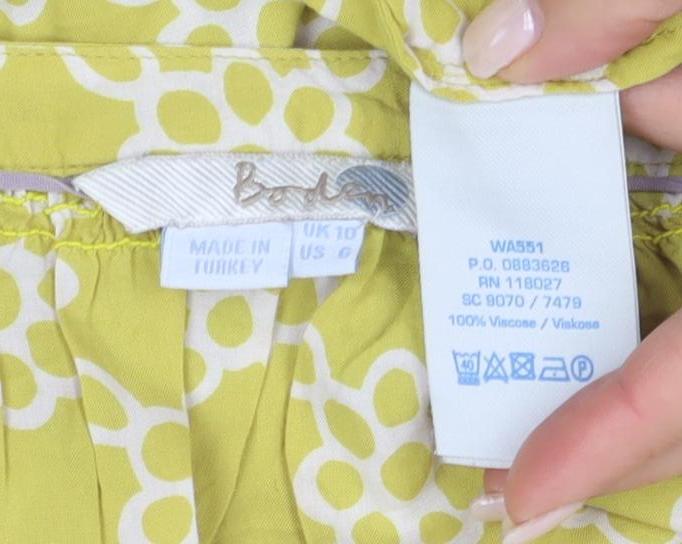 Boden
MADE IN
TURKEY
UK 10
US 6
WA551
P.O. 0883626
RN 118027
SC 9070 / 7479
100% Viscose / Viskose
40
P